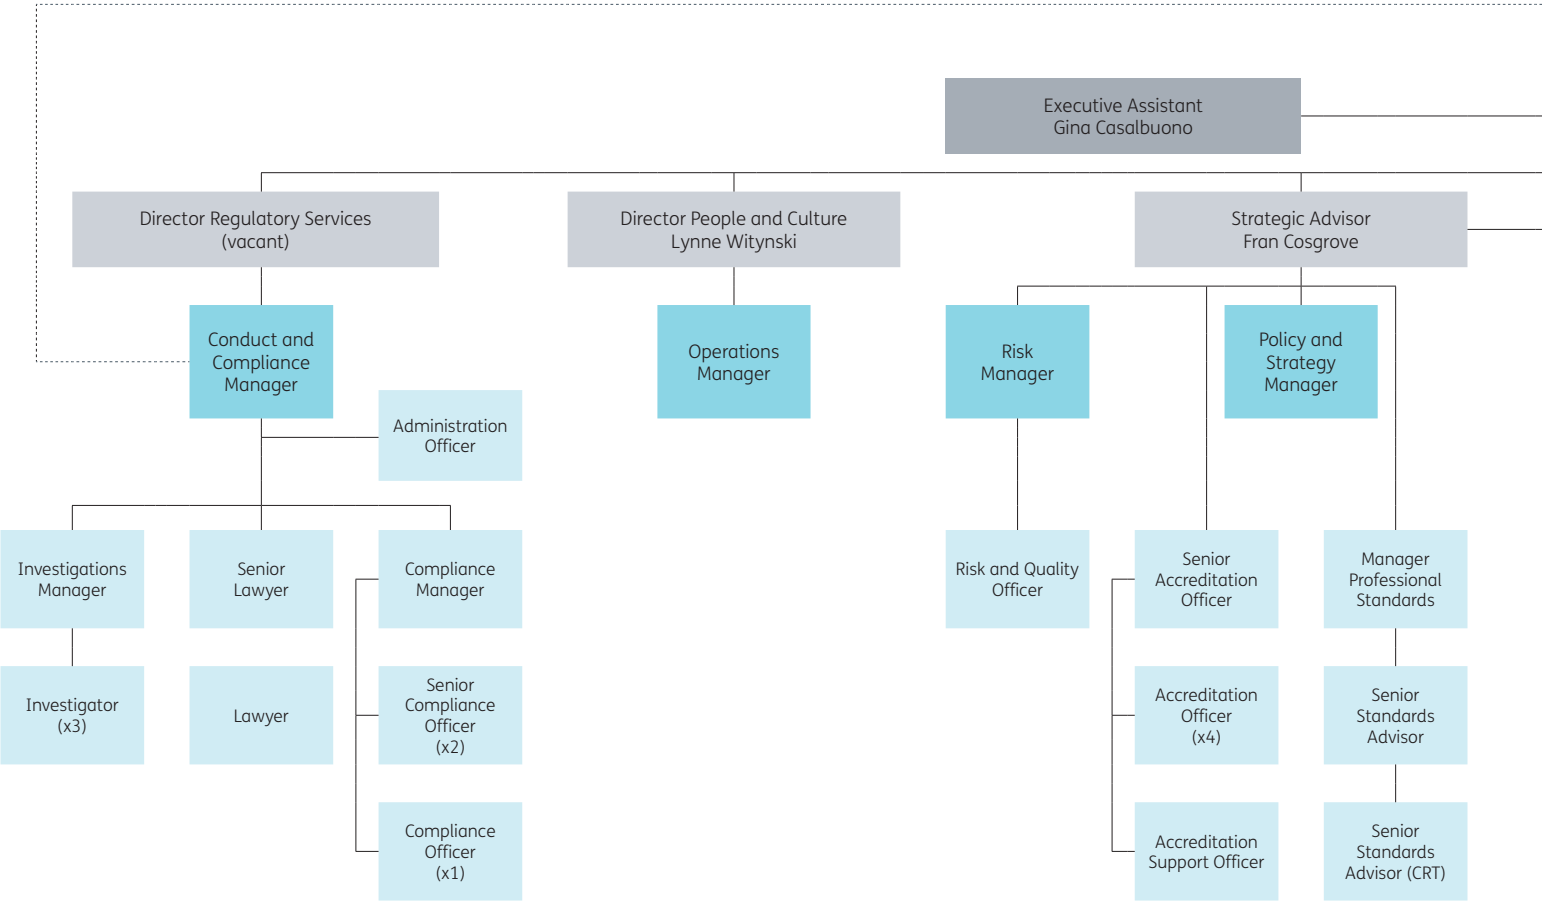 Executive Assistant
Gina Casalbuono
Director Regulatory Services
(vacant)
Director People and Culture
Lynne Witynski
Strategic Advisor
Fran Cosgrove
Conduct and
Compliance
Manager
Operations
Manager
Risk
Manager
Policy and
Strategy
Manager
Administration
Officer
Investigations
Manager
Senior
Lawyer
Compliance
Manager
Risk and Quality
Officer
Senior
Accreditation
Officer
Manager
Professional
Standards
Investigator
(x3)
Lawyer
Senior
Compliance
Officer
(x2)
Accreditation
Officer
(x4)
Senior
Standards
Advisor
Compliance
Officer
(x1)
Accreditation
Support Officer
Senior
Standards
Advisor (CRT)